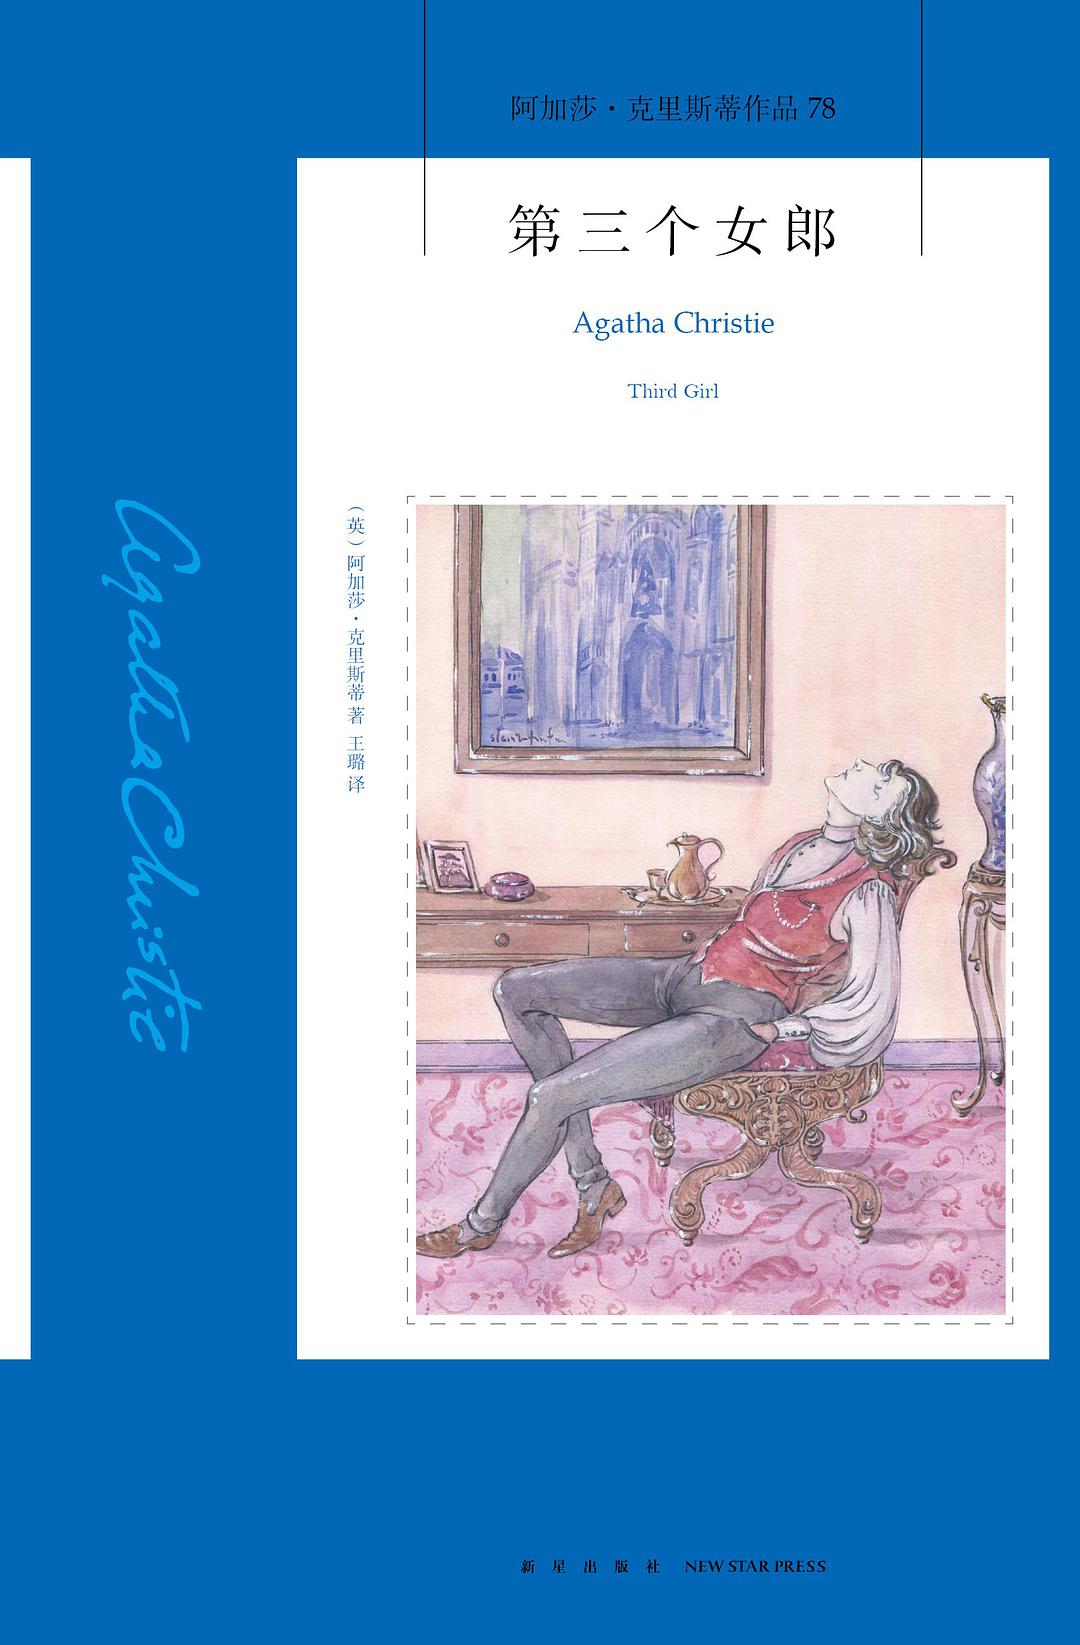 阿加莎·克里斯蒂作品 78
第三个女郎
Agatha Christie
Third Girl
（英）阿加莎·克里斯蒂 著 王璐 译
Agatha Christie
新星出版社 NEW STAR PRESS